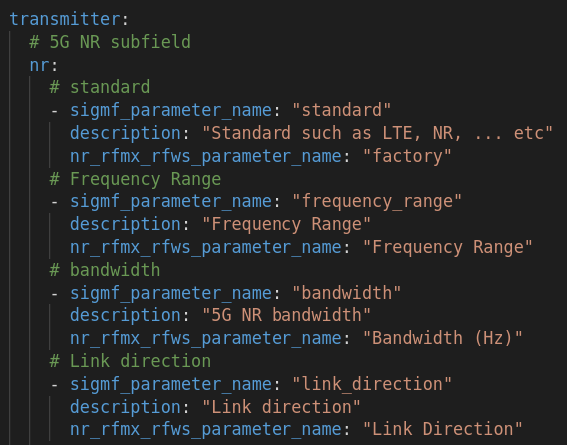 transmitter:
# 5G NR subfield
nr:
# standard
- sigmf_parameter_name: "standard"
description: "Standard such as LTE, NR, ... etc"
nr_rfmx_rfws_parameter_name: "factory"
# Frequency Range
- sigmf_parameter_name: "frequency_range"
description: "Frequency Range"
nr_rfmx_rfws_parameter_name: "Frequency Range"
# bandwidth
- sigmf_parameter_name: "bandwidth"
description: "5G NR bandwidth"
nr_rfmx_rfws_parameter_name: "Bandwidth (Hz)"
# Link direction
- sigmf_parameter_name: "link_direction"
description: "Link direction"
nr_rfmx_rfws_parameter_name: "Link Direction"